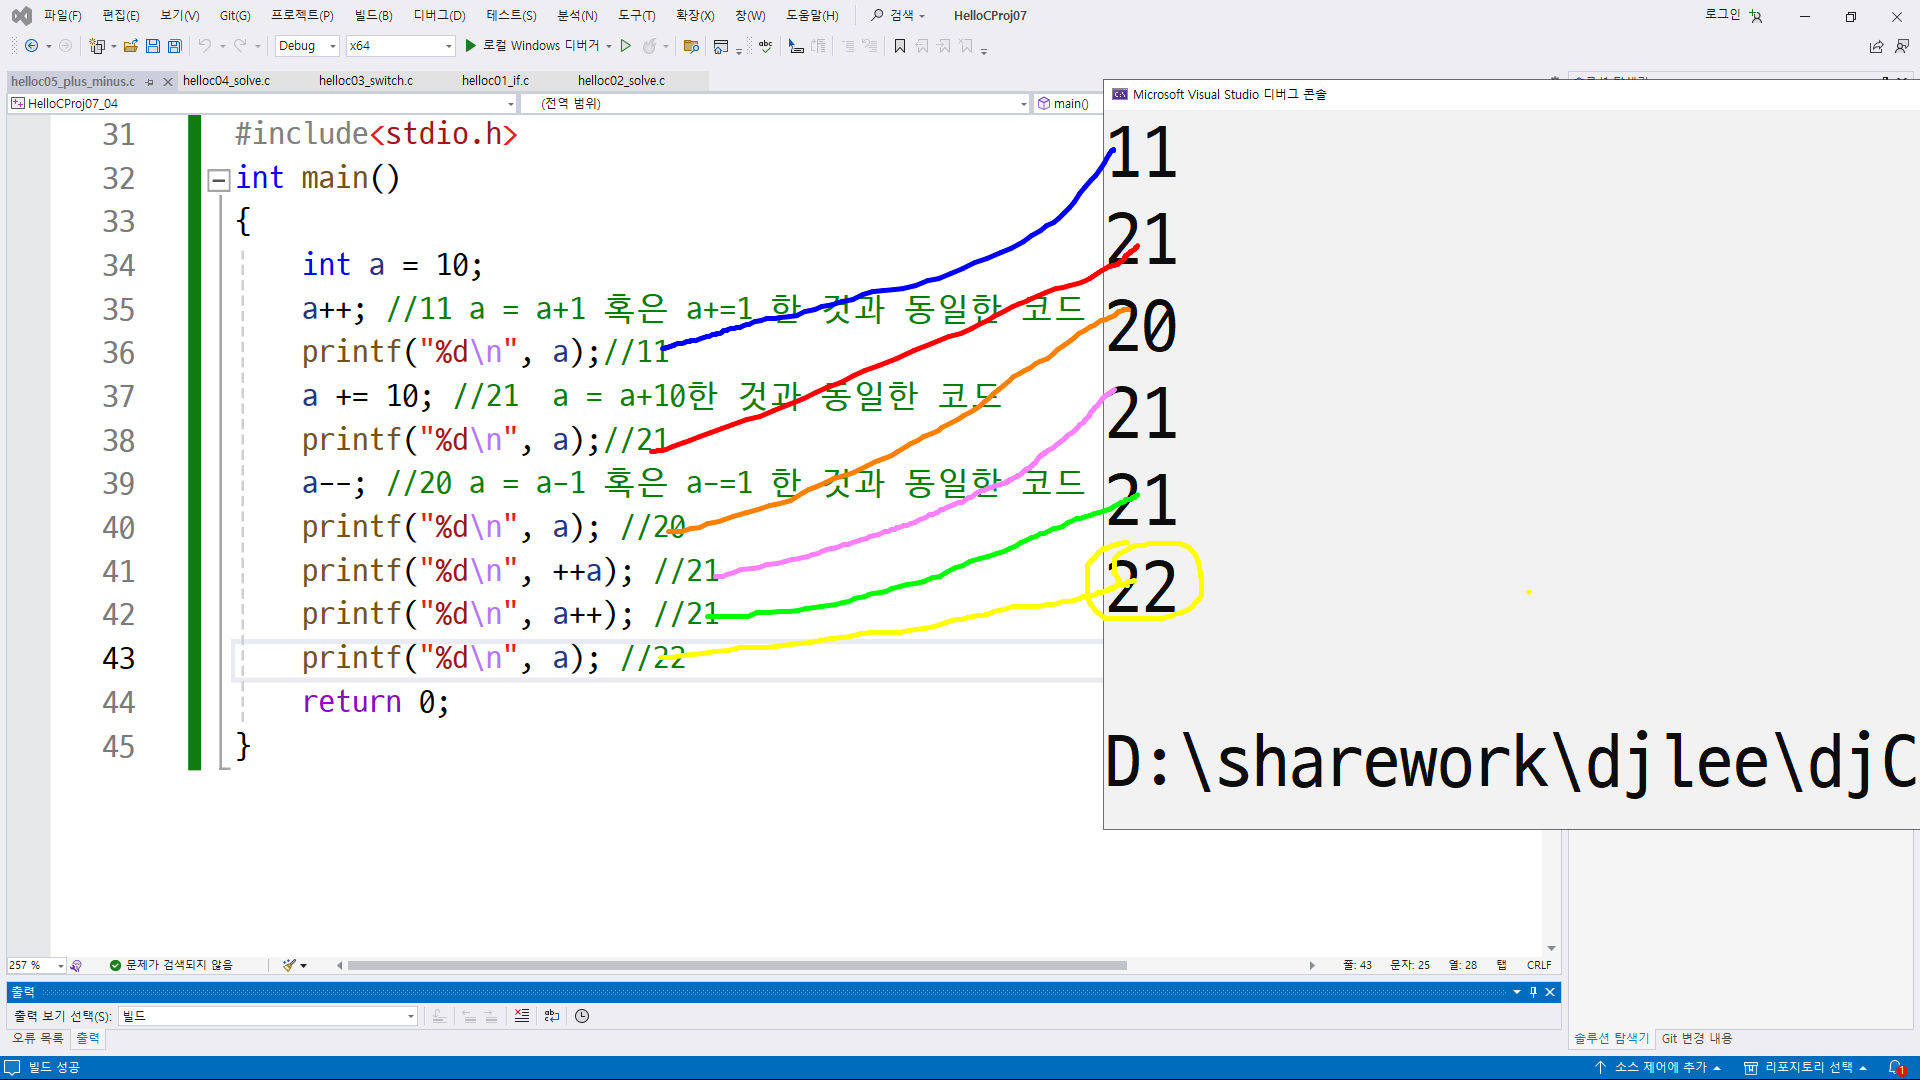 파일(F) 편집(E) 보기(V) Git(G) 프로젝트(P) 빌드(B) 디버그(D) 테스트(S) 분석(N) 도구(T) 확장(X) 창(W) 도움말(H) 검색 HelloCProj07 로그인
Debug x64 로컬 Windows 디버거
helloc05_plus_minus.c helloc04_solve.c helloc03_switch.c helloc01_if.c helloc02_solve.c
HelloCProj07_04 (전역 범위) main()
Microsoft Visual Studio 디버그 콘솔
31 #include<stdio.h>
32 int main()
33 {
34 int a = 10;
35 a++; //11 a = a+1 혹은 a+=1 한 것과 동일한 코드
36 printf("%d\n", a);//11
37 a += 10; //21  a = a+10한 것과 동일한 코드
38 printf("%d\n", a);//21
39 a--; //20 a = a-1 혹은 a-=1 한 것과 동일한 코드
40 printf("%d\n", a); //20
41 printf("%d\n", ++a); //21
42 printf("%d\n", a++); //21
43 printf("%d\n", a); //22
44 return 0;
45 }
11
21
20
21
21
22
D:\sharework\djlee\djC
257 % 문제가 검색되지 않음 줄: 43 문자: 25 열: 28 탭 CRLF
출력
출력 보기 선택(S): 빌드
오류 목록 출력
솔루션 탐색기 Git 변경 내용
빌드 성공 소스 제어에 추가 리포지토리 선택 1